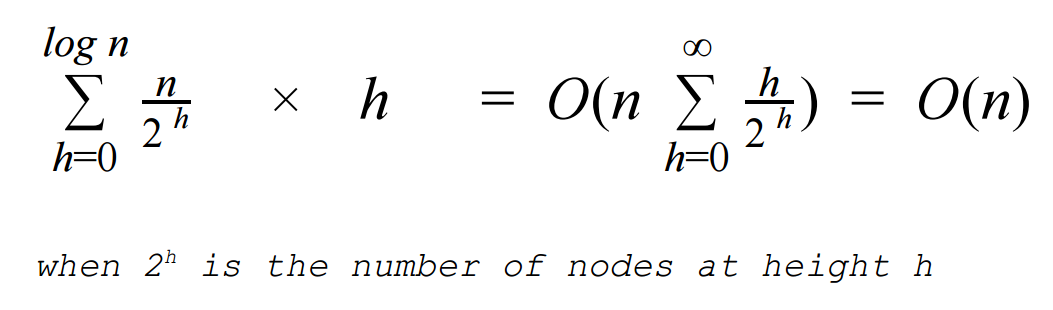 log n ∞
∑ n/2^h × h = O(n ∑ h/2^h) = O(n)
h=0 h=0
when 2^h is the number of nodes at height h